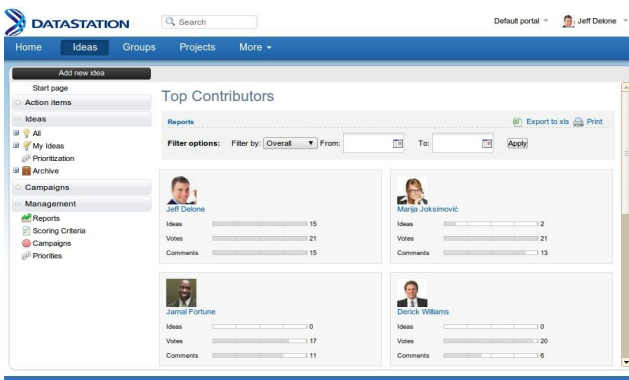 DATASTATION
Search
Default portal
Jeff Delone
Home Ideas Groups Projects More
Add new idea
Start page
Action items
Ideas
All
My Ideas
Prioritization
Archive
Campaigns
Management
Reports
Scoring Criteria
Campaigns
Priorities
Top Contributors
Reports
Export to xls Print
Filter options: Filter by: Overall From: To: Apply
Jeff Delone
Ideas 15
Votes 21
Comments 15
Marija Joksimović
Ideas 2
Votes 21
Comments 13
Jamal Fortune
Ideas 0
Votes 17
Comments 11
Derick Williams
Ideas 0
Votes 20
Comments 6